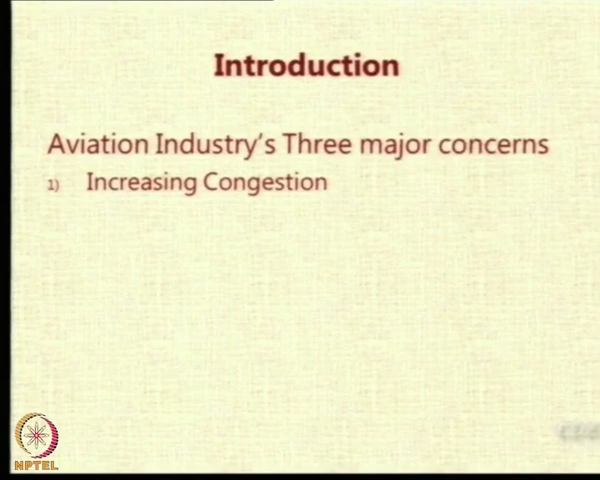 Introduction
Aviation Industry's Three major concerns
1) Increasing Congestion
NPTEL